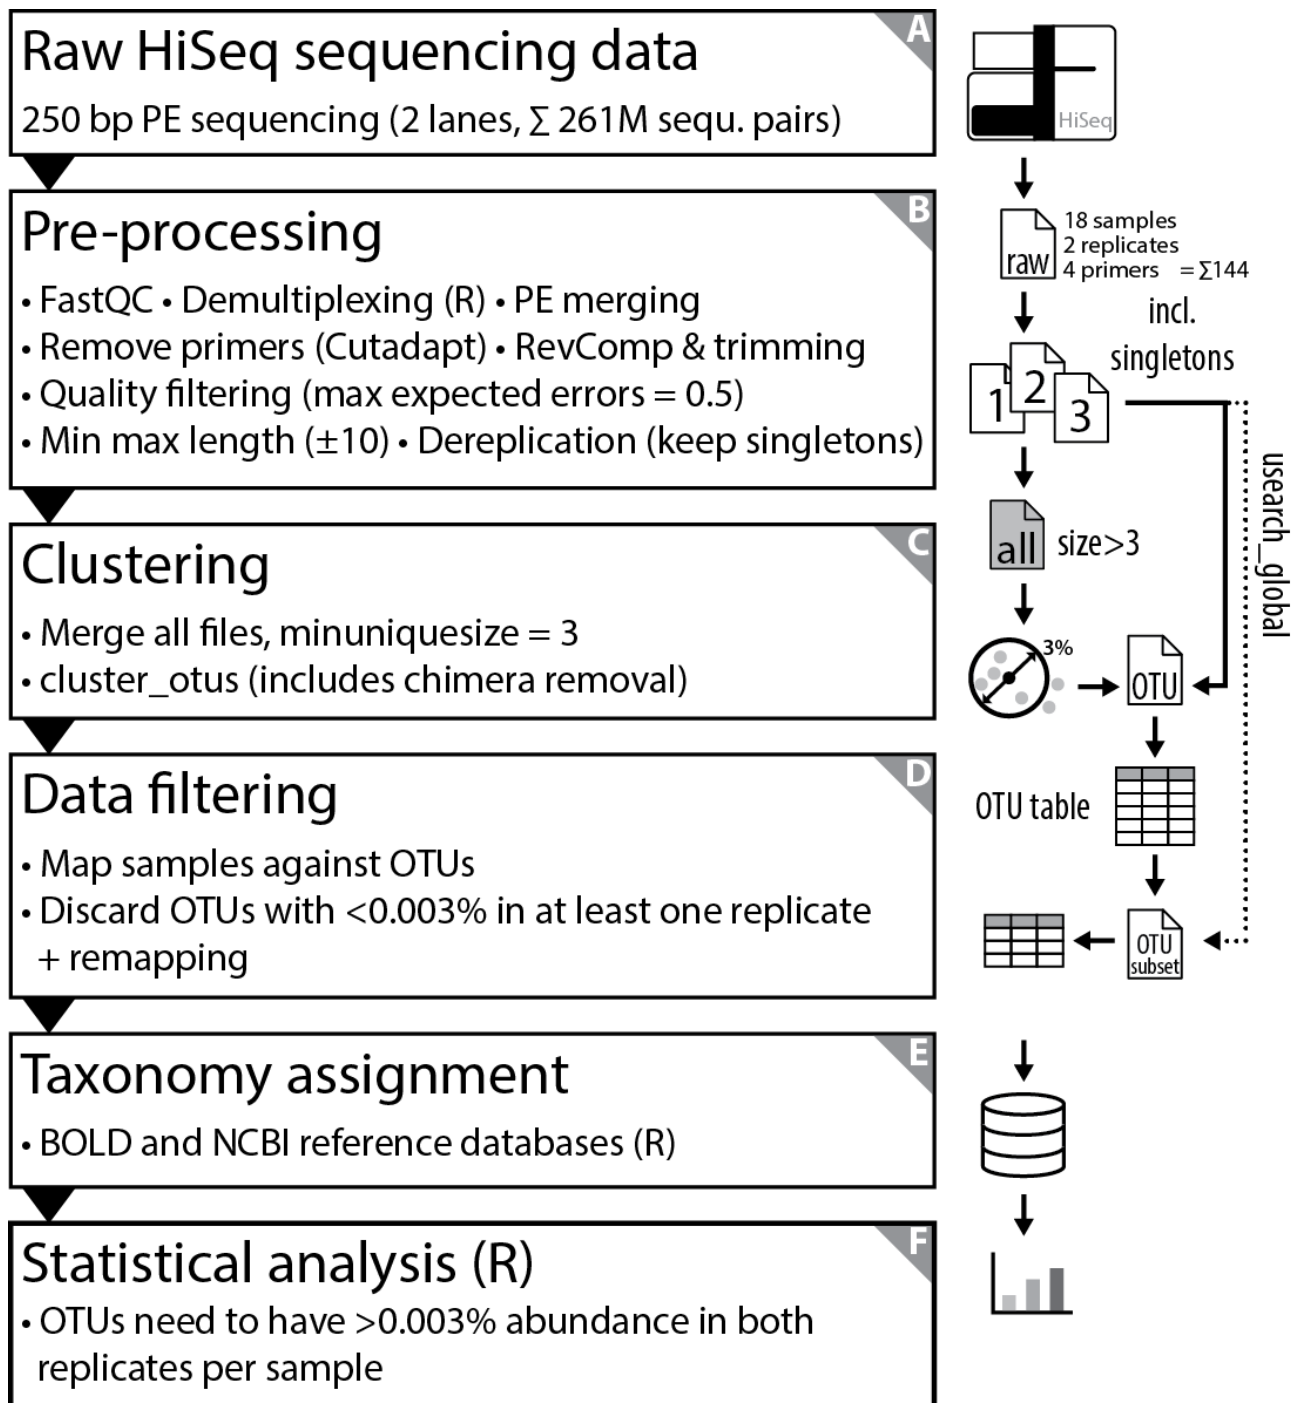 Raw HiSeq sequencing data
A
250 bp PE sequencing (2 lanes, ∑ 261M sequ. pairs)
HiSeq
Pre-processing
B
• FastQC • Demultiplexing (R) • PE merging
• Remove primers (Cutadapt) • RevComp & trimming
• Quality filtering (max expected errors = 0.5)
• Min max length (±10) • Dereplication (keep singletons)
raw
18 samples
2 replicates
4 primers = ∑144
incl.
singletons
1
2
3
usearch_global
Clustering
C
• Merge all files, minuniquesize = 3
• cluster_otus (includes chimera removal)
all
size>3
3%
OTU
Data filtering
D
• Map samples against OTUs
• Discard OTUs with <0.003% in at least one replicate
+ remapping
OTU table
OTU
subset
Taxonomy assignment
E
• BOLD and NCBI reference databases (R)
Statistical analysis (R)
F
• OTUs need to have >0.003% abundance in both
replicates per sample